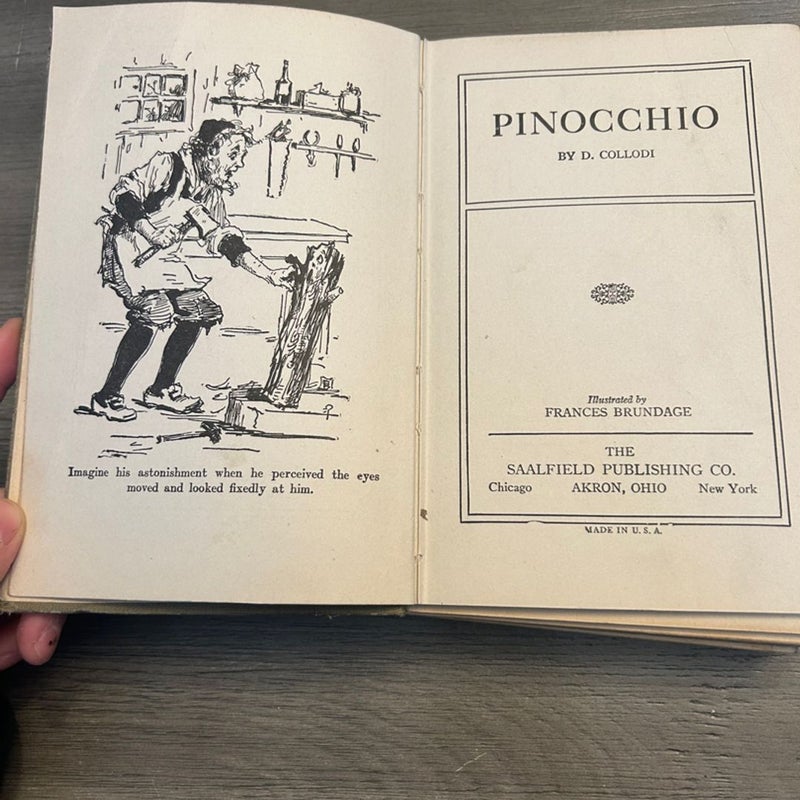 Imagine his astonishment when he perceived the eyes
moved and looked fixedly at him.
PINOCCHIO
BY D. COLLODI
Illustrated by
FRANCES BRUNDAGE
THE
SAALFIELD PUBLISHING CO.
Chicago AKRON, OHIO New York
MADE IN U. S. A.